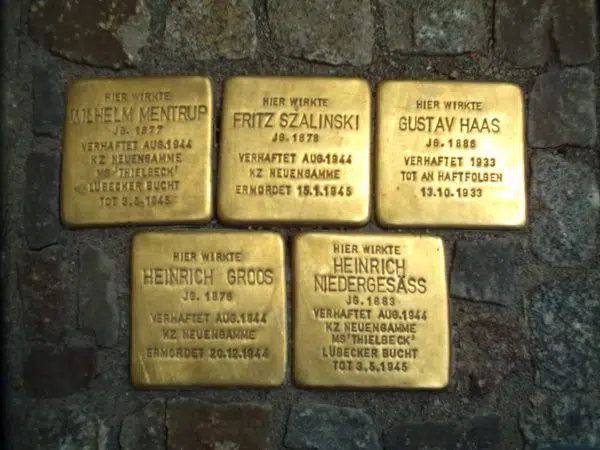 HIER WIRKTE
WILHELM MENTRUP
JG. 1877
VERHAFTET AUG.1944
KZ NEUENGAMME
MS 'THIELBECK'
LÜBECKER BUCHT
TOT 3.5.1945
HIER WIRKTE
FRITZ SZALINSKI
JG. 1878
VERHAFTET AUG.1944
KZ NEUENGAMME
ERMORDET 15.1.1945
HIER WIRKTE
GUSTAV HAAS
JG. 1886
VERHAFTET 1933
TOT AN HAFTFOLGEN
13.10.1933
HIER WIRKTE
HEINRICH GROOS
JG. 1876
VERHAFTET AUG.1944
KZ NEUENGAMME
ERMORDET 20.12.1944
HIER WIRKTE
HEINRICH
NIEDERGESÄSS
JG. 1883
VERHAFTET AUG.1944
KZ NEUENGAMME
MS 'THIELBECK'
LÜBECKER BUCHT
TOT 3.5.1945